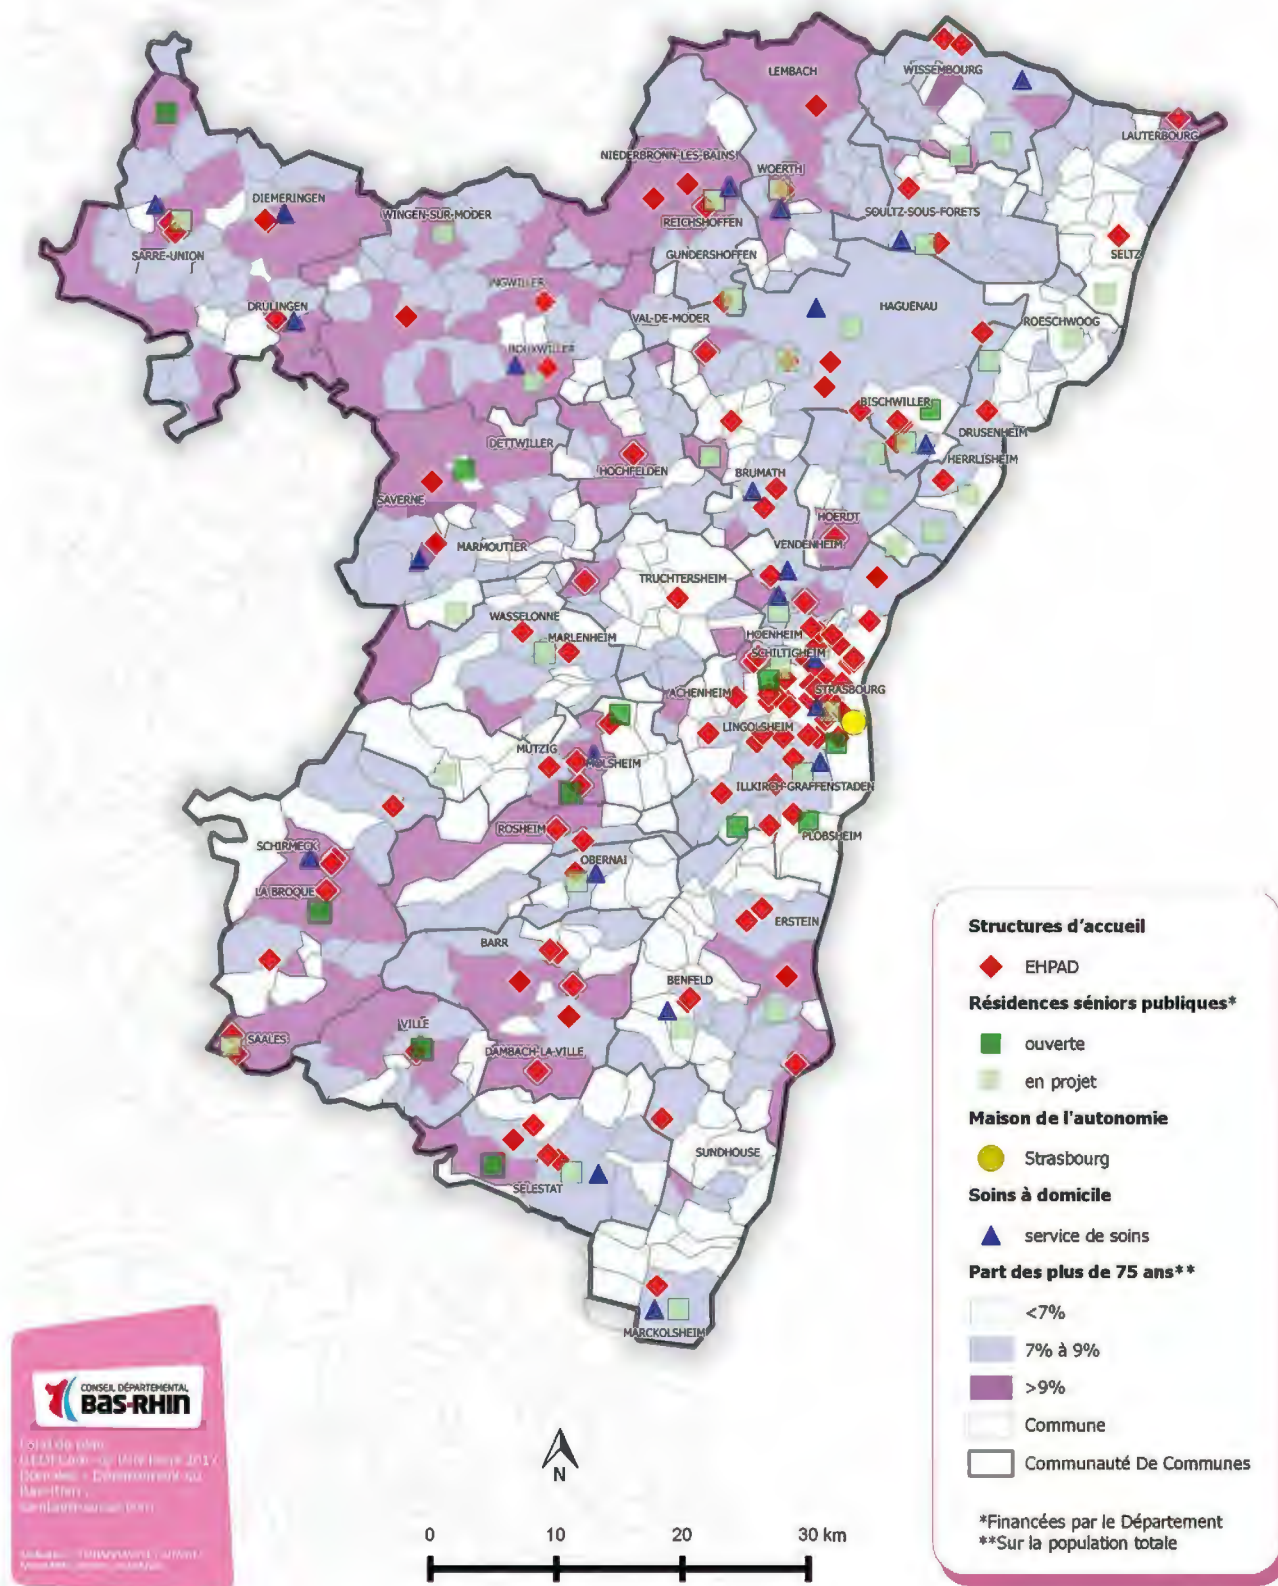 LEMBACH
WISSEMBOURG
LAUTERBOURG
NIEDERBRONN-LES-BAINS
WOERTH
DIEMERINGEN
WINGEN-SUR-MODER
REICHSHOFFEN
SOULTZ-SOUS-FORETS
SARRE-UNION
GUNDERSHOFFEN
SELTZ
INGWILLER
DRULINGEN
VAL-DE-MODER
HAGUENAU
ROESCHWOOG
BOUXWILLER
BISCHWILLER
DRUSENHEIM
DETTWILLER
HOCHFELDEN
HERRLISHEIM
BRUMATH
SAVERNE
HOERDT
MARMOUTIER
VENDENHEIM
TRUCHTERSHEIM
WASSELONNE
MARLENHEIM
HOENHEIM
SCHILTIGHEIM
ACHENHEIM
STRASBOURG
LINGOLSHEIM
MUTZIG
MOLSHEIM
ILLKIRCH-GRAFFENSTADEN
ROSHEIM
PLOBSHEIM
SCHIRMECK
OBERNAI
LA BROQUE
ERSTEIN
BARR
BENFELD
VILLE
SAALES
DAMBACH-LA-VILLE
SUNDHOUSE
SELESTAT
MARCKOLSHEIM
Structures d'accueil
EHPAD
Résidences séniors publiques*
ouverte
en projet
Maison de l'autonomie
Strasbourg
Soins à domicile
service de soins
Part des plus de 75 ans**
<7%
7% à 9%
>9%
Commune
Communauté De Communes
*Financées par le Département
**Sur la population totale
CONSEIL DÉPARTEMENTAL
BAS-RHIN
N
0 10 20 30 km